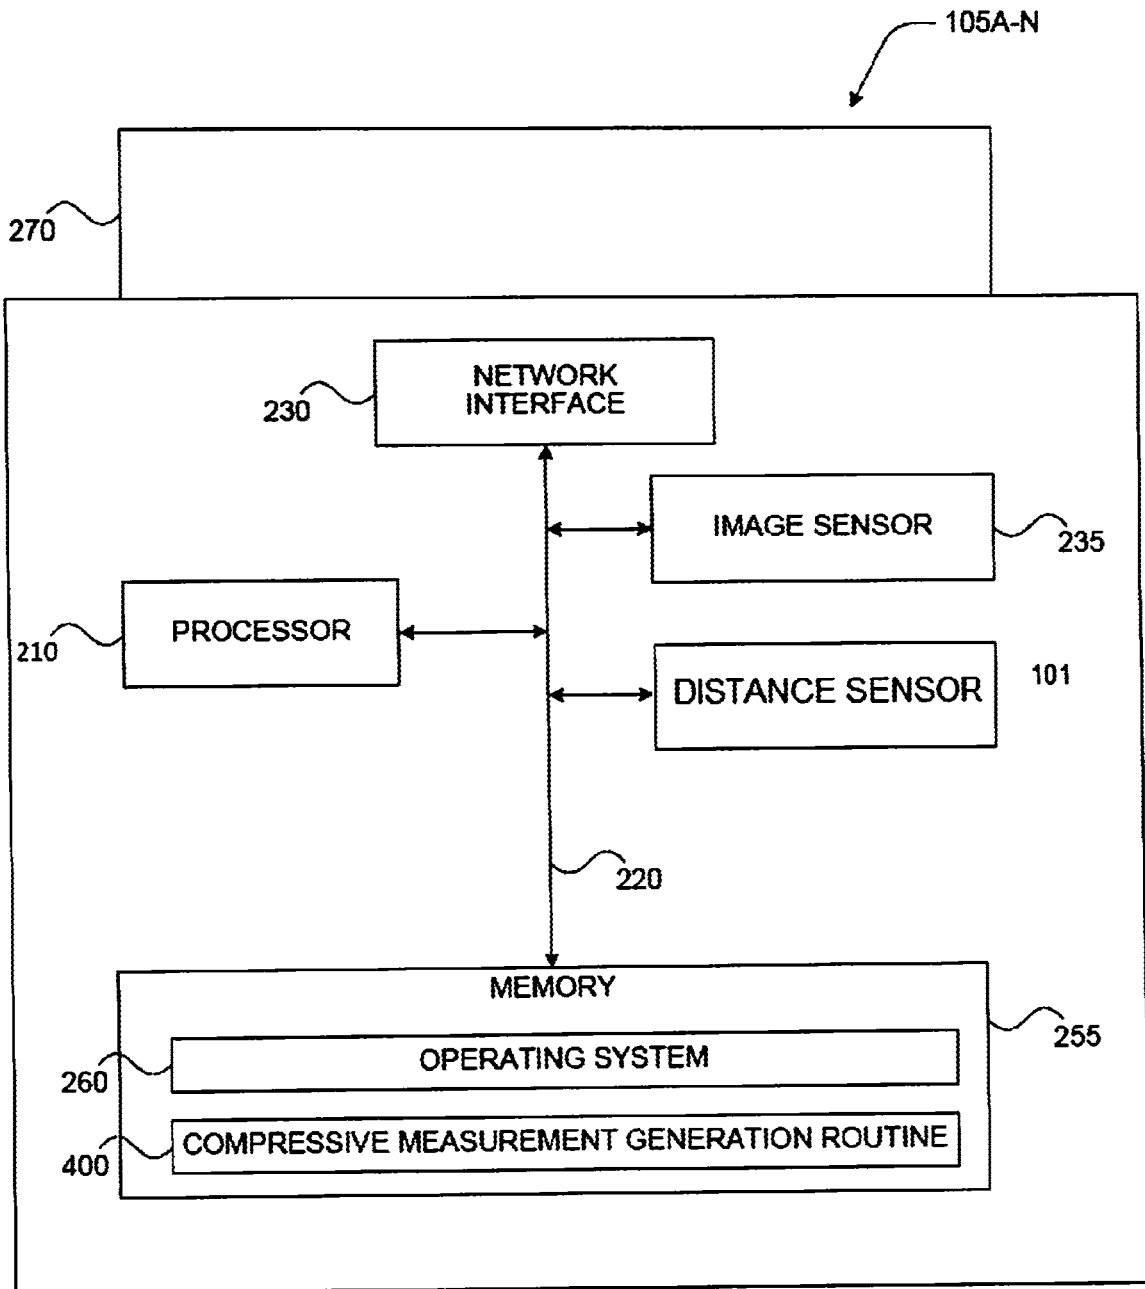 105A-N
270
NETWORK
INTERFACE
230
IMAGE SENSOR
235
PROCESSOR
210
DISTANCE SENSOR
101
220
MEMORY
255
OPERATING SYSTEM
260
COMPRESSIVE MEASUREMENT GENERATION ROUTINE
400